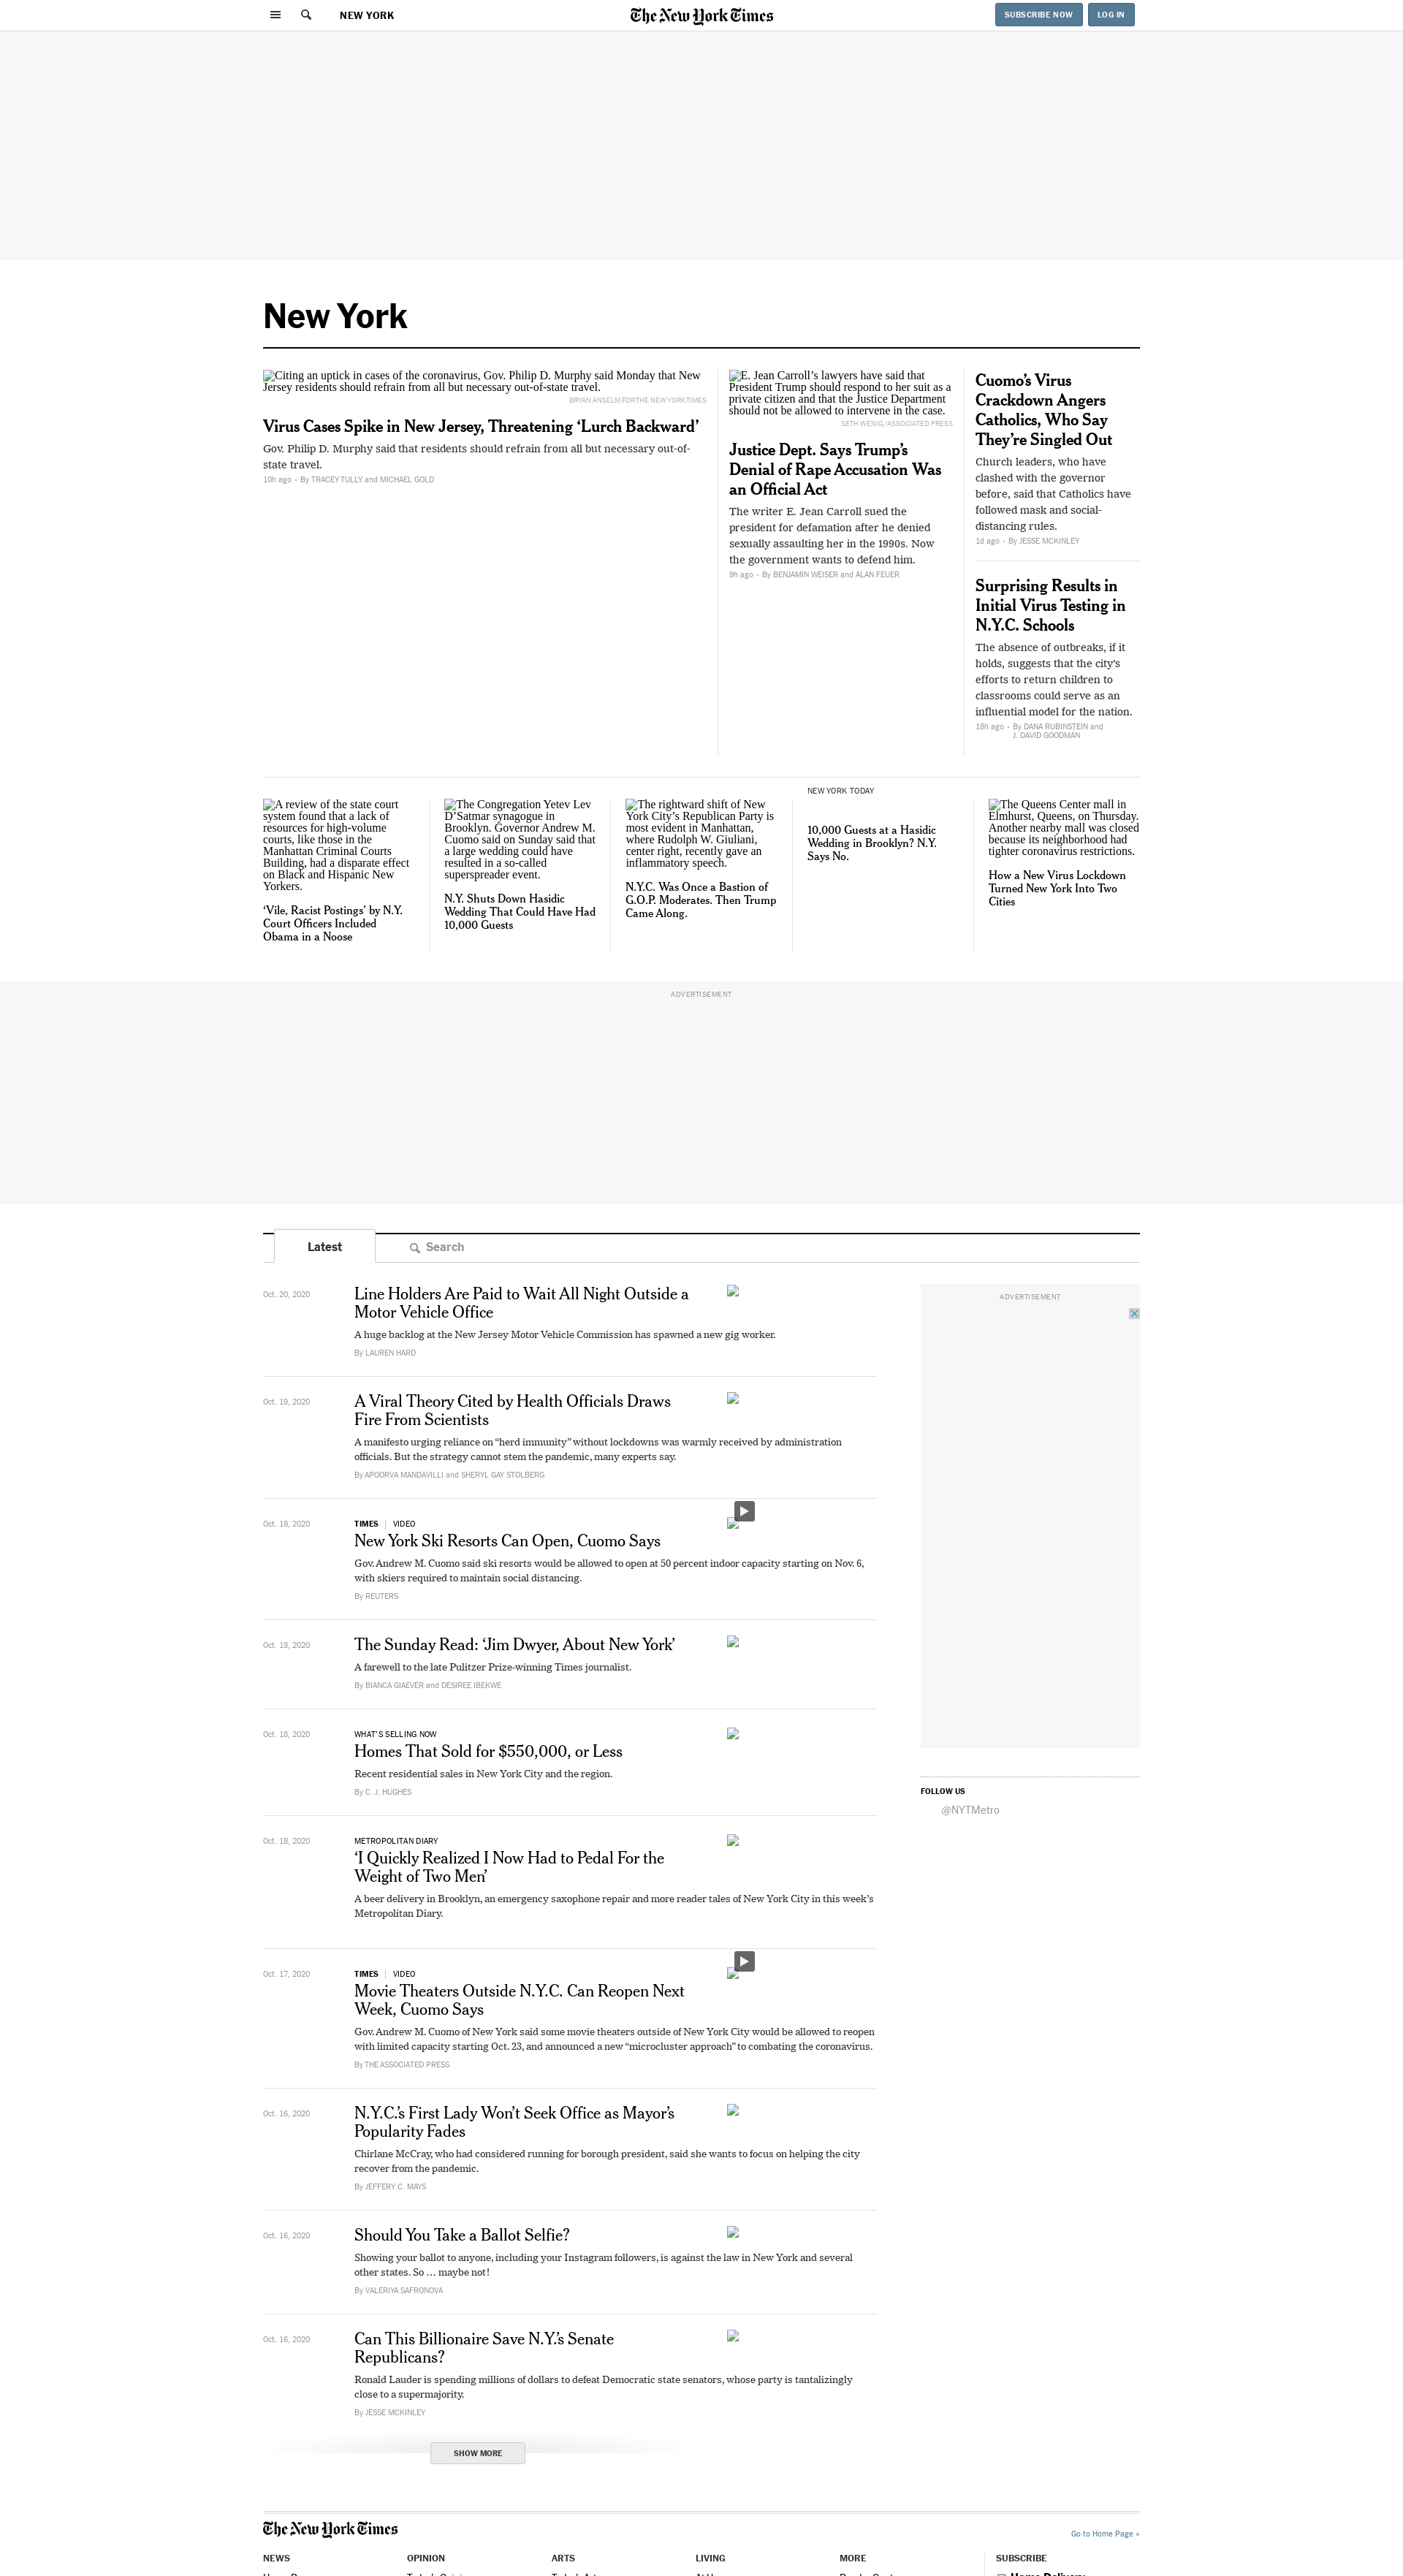 NEW YORK
The New York Times
SUBSCRIBE NOW
LOG IN
New York
Citing an uptick in cases of the coronavirus, Gov. Philip D. Murphy said Monday that New
Jersey residents should refrain from all but necessary out-of-state travel.
BRYAN ANSELM FOR THE NEW YORK TIMES
Virus Cases Spike in New Jersey, Threatening ‘Lurch Backward’
Gov. Philip D. Murphy said that residents should refrain from all but necessary out-of-
state travel.
10h ago • By TRACEY TULLY and MICHAEL GOLD
E. Jean Carroll’s lawyers have said that
President Trump should respond to her suit as a
private citizen and that the Justice Department
should not be allowed to intervene in the case.
SETH WENIG/ASSOCIATED PRESS
Justice Dept. Says Trump’s
Denial of Rape Accusation Was
an Official Act
The writer E. Jean Carroll sued the
president for defamation after he denied
sexually assaulting her in the 1990s. Now
the government wants to defend him.
9h ago • By BENJAMIN WEISER and ALAN FEUER
Cuomo’s Virus
Crackdown Angers
Catholics, Who Say
They’re Singled Out
Church leaders, who have
clashed with the governor
before, said that Catholics have
followed mask and social-
distancing rules.
1d ago • By JESSE MCKINLEY
Surprising Results in
Initial Virus Testing in
N.Y.C. Schools
The absence of outbreaks, if it
holds, suggests that the city’s
efforts to return children to
classrooms could serve as an
influential model for the nation.
18h ago • By DANA RUBINSTEIN and
J. DAVID GOODMAN
A review of the state court
system found that a lack of
resources for high-volume
courts, like those in the
Manhattan Criminal Courts
Building, had a disparate effect
on Black and Hispanic New
Yorkers.
‘Vile, Racist Postings’ by N.Y.
Court Officers Included
Obama in a Noose
The Congregation Yetev Lev
D’Satmar synagogue in
Brooklyn. Governor Andrew M.
Cuomo said on Sunday said that
a large wedding could have
resulted in a so-called
superspreader event.
N.Y. Shuts Down Hasidic
Wedding That Could Have Had
10,000 Guests
The rightward shift of New
York City’s Republican Party is
most evident in Manhattan,
where Rudolph W. Giuliani,
center right, recently gave an
inflammatory speech.
N.Y.C. Was Once a Bastion of
G.O.P. Moderates. Then Trump
Came Along.
NEW YORK TODAY
10,000 Guests at a Hasidic
Wedding in Brooklyn? N.Y.
Says No.
The Queens Center mall in
Elmhurst, Queens, on Thursday.
Another nearby mall was closed
because its neighborhood had
tighter coronavirus restrictions.
How a New Virus Lockdown
Turned New York Into Two
Cities
ADVERTISEMENT
Latest
Search
Oct. 20, 2020
Line Holders Are Paid to Wait All Night Outside a
Motor Vehicle Office
A huge backlog at the New Jersey Motor Vehicle Commission has spawned a new gig worker.
By LAUREN HARD
ADVERTISEMENT
Oct. 19, 2020
A Viral Theory Cited by Health Officials Draws
Fire From Scientists
A manifesto urging reliance on “herd immunity” without lockdowns was warmly received by administration
officials. But the strategy cannot stem the pandemic, many experts say.
By APOORVA MANDAVILLI and SHERYL GAY STOLBERG
Oct. 18, 2020
TIMES | VIDEO
New York Ski Resorts Can Open, Cuomo Says
Gov. Andrew M. Cuomo said ski resorts would be allowed to open at 50 percent indoor capacity starting on Nov. 6,
with skiers required to maintain social distancing.
By REUTERS
Oct. 18, 2020
The Sunday Read: ‘Jim Dwyer, About New York’
A farewell to the late Pulitzer Prize-winning Times journalist.
By BIANCA GIAEVER and DESIREE IBEKWE
Oct. 18, 2020
WHAT’S SELLING NOW
Homes That Sold for $550,000, or Less
Recent residential sales in New York City and the region.
By C. J. HUGHES
FOLLOW US
@NYTMetro
Oct. 18, 2020
METROPOLITAN DIARY
‘I Quickly Realized I Now Had to Pedal For the
Weight of Two Men’
A beer delivery in Brooklyn, an emergency saxophone repair and more reader tales of New York City in this week’s
Metropolitan Diary.
Oct. 17, 2020
TIMES | VIDEO
Movie Theaters Outside N.Y.C. Can Reopen Next
Week, Cuomo Says
Gov. Andrew M. Cuomo of New York said some movie theaters outside of New York City would be allowed to reopen
with limited capacity starting Oct. 23, and announced a new “microcluster approach” to combating the coronavirus.
By THE ASSOCIATED PRESS
Oct. 16, 2020
N.Y.C.’s First Lady Won’t Seek Office as Mayor’s
Popularity Fades
Chirlane McCray, who had considered running for borough president, said she wants to focus on helping the city
recover from the pandemic.
By JEFFERY C. MAYS
Oct. 16, 2020
Should You Take a Ballot Selfie?
Showing your ballot to anyone, including your Instagram followers, is against the law in New York and several
other states. So … maybe not!
By VALERIYA SAFRONOVA
Oct. 16, 2020
Can This Billionaire Save N.Y.’s Senate
Republicans?
Ronald Lauder is spending millions of dollars to defeat Democratic state senators, whose party is tantalizingly
close to a supermajority.
By JESSE MCKINLEY
SHOW MORE
The New York Times
Go to Home Page »
NEWS
OPINION
ARTS
LIVING
MORE
SUBSCRIBE